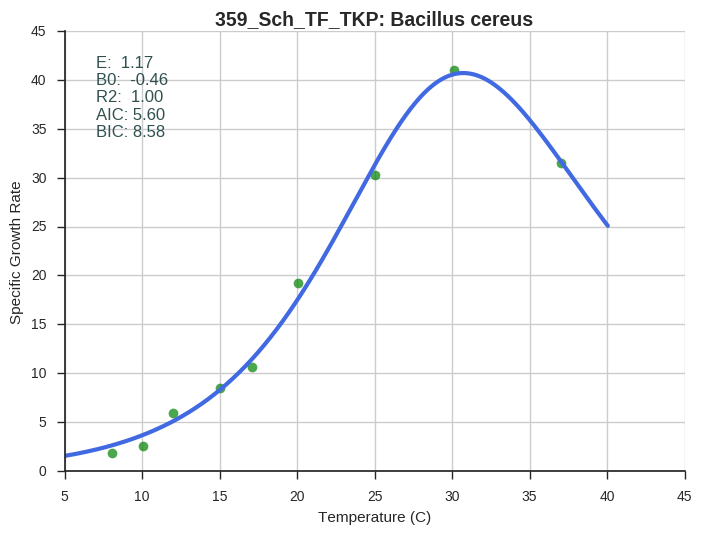 359_Sch_TF_TKP: Bacillus cereus
E:  1.17
B0:  -0.46
R2:  1.00
AIC: 5.60
BIC: 8.58
45
40
35
30
25
20
15
10
5
0
Specific Growth Rate
5 10 15 20 25 30 35 40 45
Temperature (C)